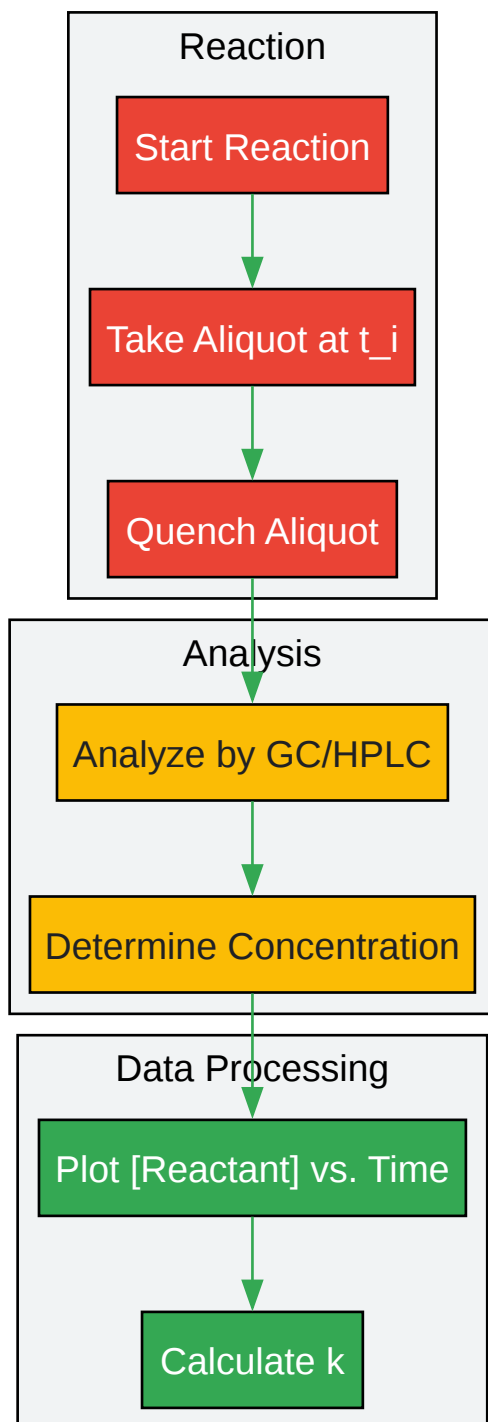 Reaction
Start Reaction
Take Aliquot at t_i
Quench Aliquot
Analysis
Analyze by GC/HPLC
Determine Concentration
Data Processing
Plot [Reactant] vs. Time
Calculate k